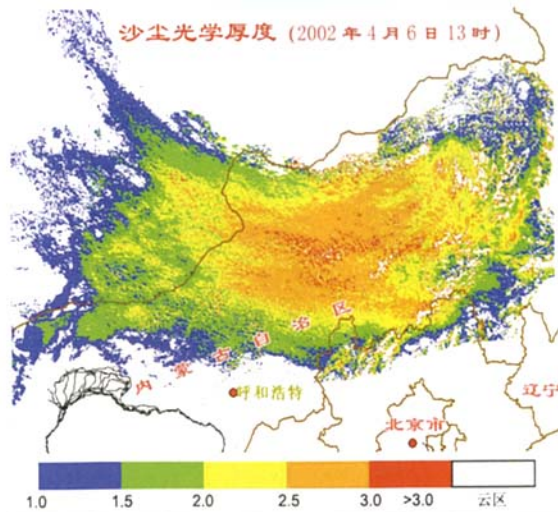 沙尘光学厚度 (2002 年 4 月 6 日 13 时)
内蒙古自治区
呼和浩特
辽宁
北京市
1.0 1.5 2.0 2.5 3.0 >3.0 云区